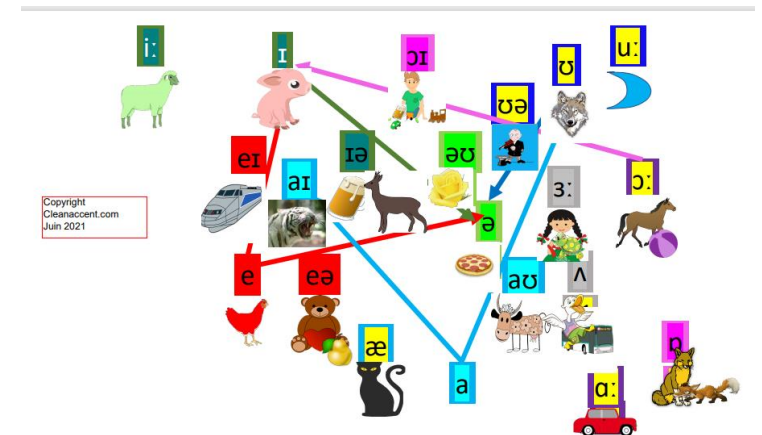 iː
ɪ
ɔɪ
ʊ
uː
ʊə
eɪ
aɪ
ɪə
əʊ
ɜː
ɔː
Copyright
Cleanaccent.com
Juin 2021
ə
e
eə
aʊ
ʌ
æ
a
ɑː
ɒ